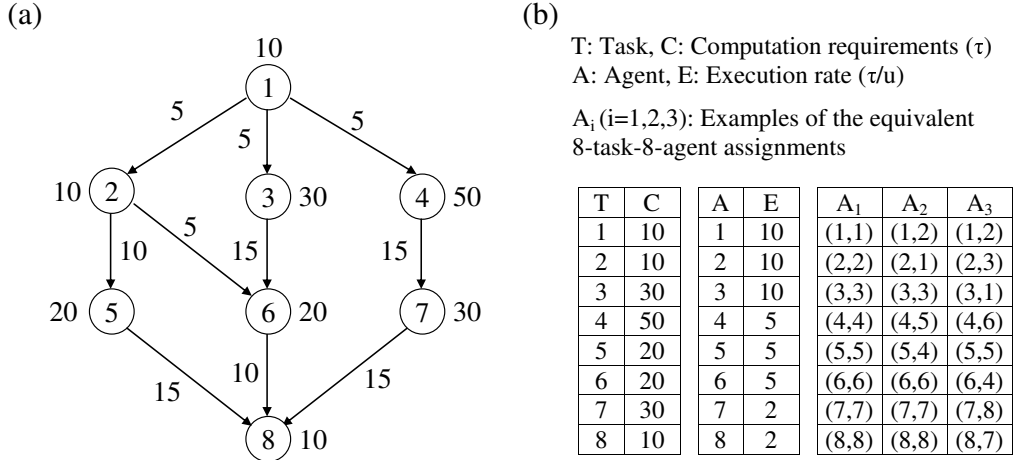 (a)
10
1
5
5
5
10
2
3
30
4
50
10
5
15
15
20
5
6
20
7
30
15
10
15
8
10
(b)
T: Task, C: Computation requirements (τ)
A: Agent, E: Execution rate (τ/u)
A_i (i=1,2,3): Examples of the equivalent
8-task-8-agent assignments
T C A E A_1 A_2 A_3
1 10 1 10 (1,1) (1,2) (1,2)
2 10 2 10 (2,2) (2,1) (2,3)
3 30 3 10 (3,3) (3,3) (3,1)
4 50 4 5 (4,4) (4,5) (4,6)
5 20 5 5 (5,5) (5,4) (5,5)
6 20 6 5 (6,6) (6,6) (6,4)
7 30 7 2 (7,7) (7,7) (7,8)
8 10 8 2 (8,8) (8,8) (8,7)